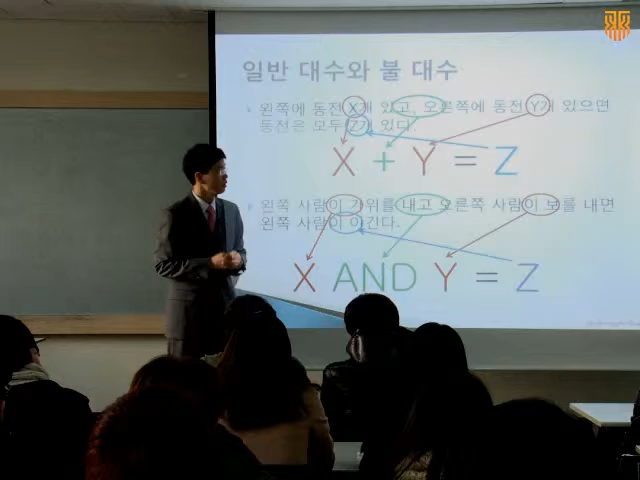 일반 대수와 불 대수
왼쪽에 동전 X개 있고, 오른쪽에 동전 Y개 있으면
동전은 모두 Z개 있다.
X + Y = Z
왼쪽 사람이 가위를 내고 오른쪽 사람이 보를 내면
왼쪽 사람이 이긴다.
X AND Y = Z